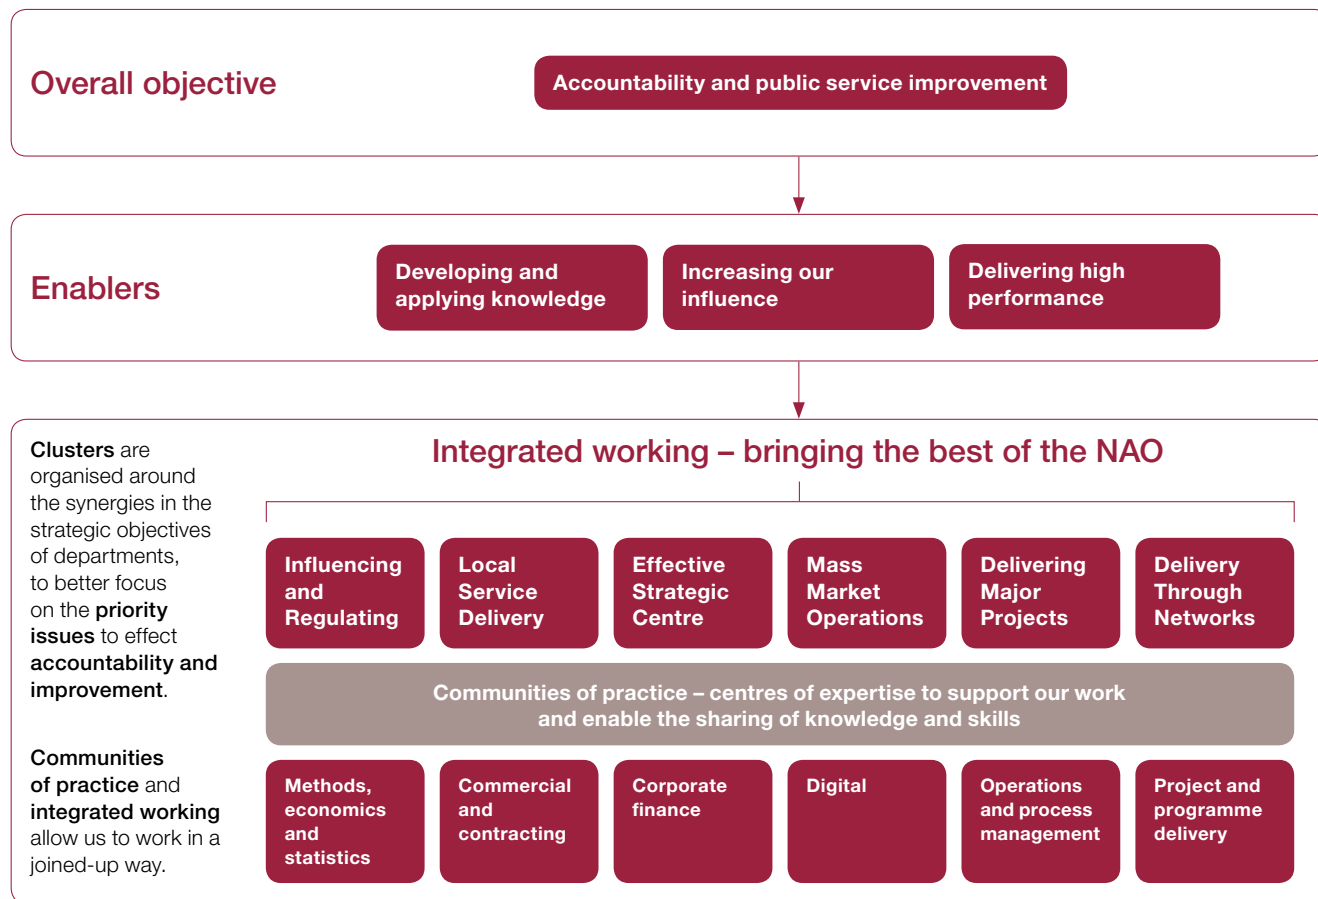 Overall objective
Accountability and public service improvement
Enablers
Developing and
applying knowledge
Increasing our
influence
Delivering high
performance
Clusters are
organised around
the synergies in the
strategic objectives
of departments,
to better focus
on the priority
issues to effect
accountability and
improvement.
Communities
of practice and
integrated working
allow us to work in a
joined-up way.
Integrated working – bringing the best of the NAO
Influencing
and
Regulating
Local
Service
Delivery
Effective
Strategic
Centre
Mass
Market
Operations
Delivering
Major
Projects
Delivery
Through
Networks
Communities of practice – centres of expertise to support our work
and enable the sharing of knowledge and skills
Methods,
economics
and
statistics
Commercial
and
contracting
Corporate
finance
Digital
Operations
and process
management
Project and
programme
delivery